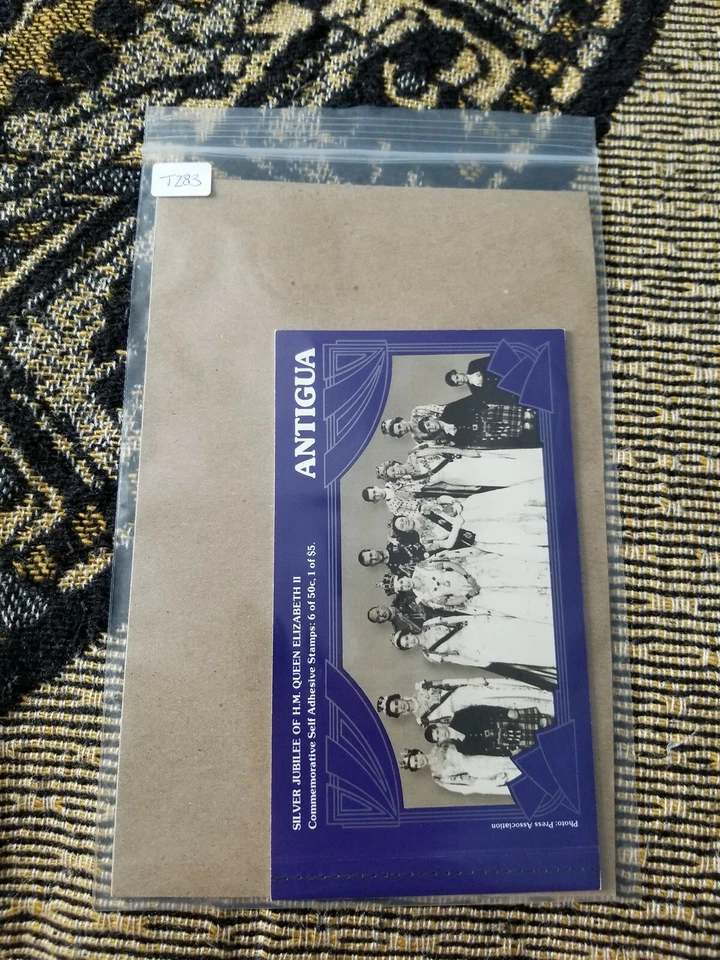 T283
ANTIGUA
SILVER JUBILEE OF H.M. QUEEN ELIZABETH II
Commemorative Self Adhesive Stamps: 6 of 50c, 1 of $5.
Photo: Press Association